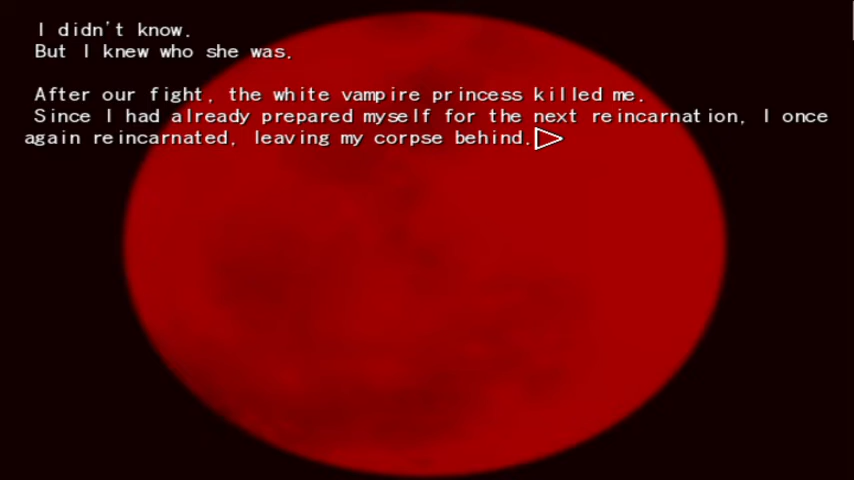 I didn't know.
But I knew who she was.
After our fight, the white vampire princess killed me.
Since I had already prepared myself for the next reincarnation, I once
again reincarnated, leaving my corpse behind.